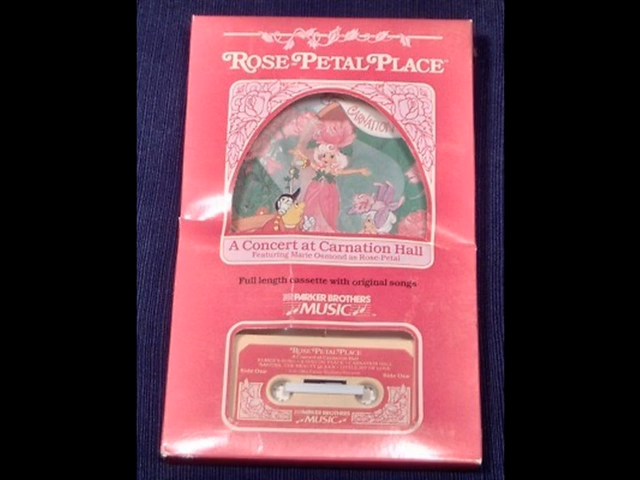 ROSE-PETAL PLACE™
CARNATION
A Concert at Carnation Hall
Featuring Marie Osmond as Rose-Petal
Full length cassette with original songs
PARKER BROTHERS
MUSIC
ROSE PETAL PLACE
Side One
Side One
PARKER BROTHERS
MUSIC